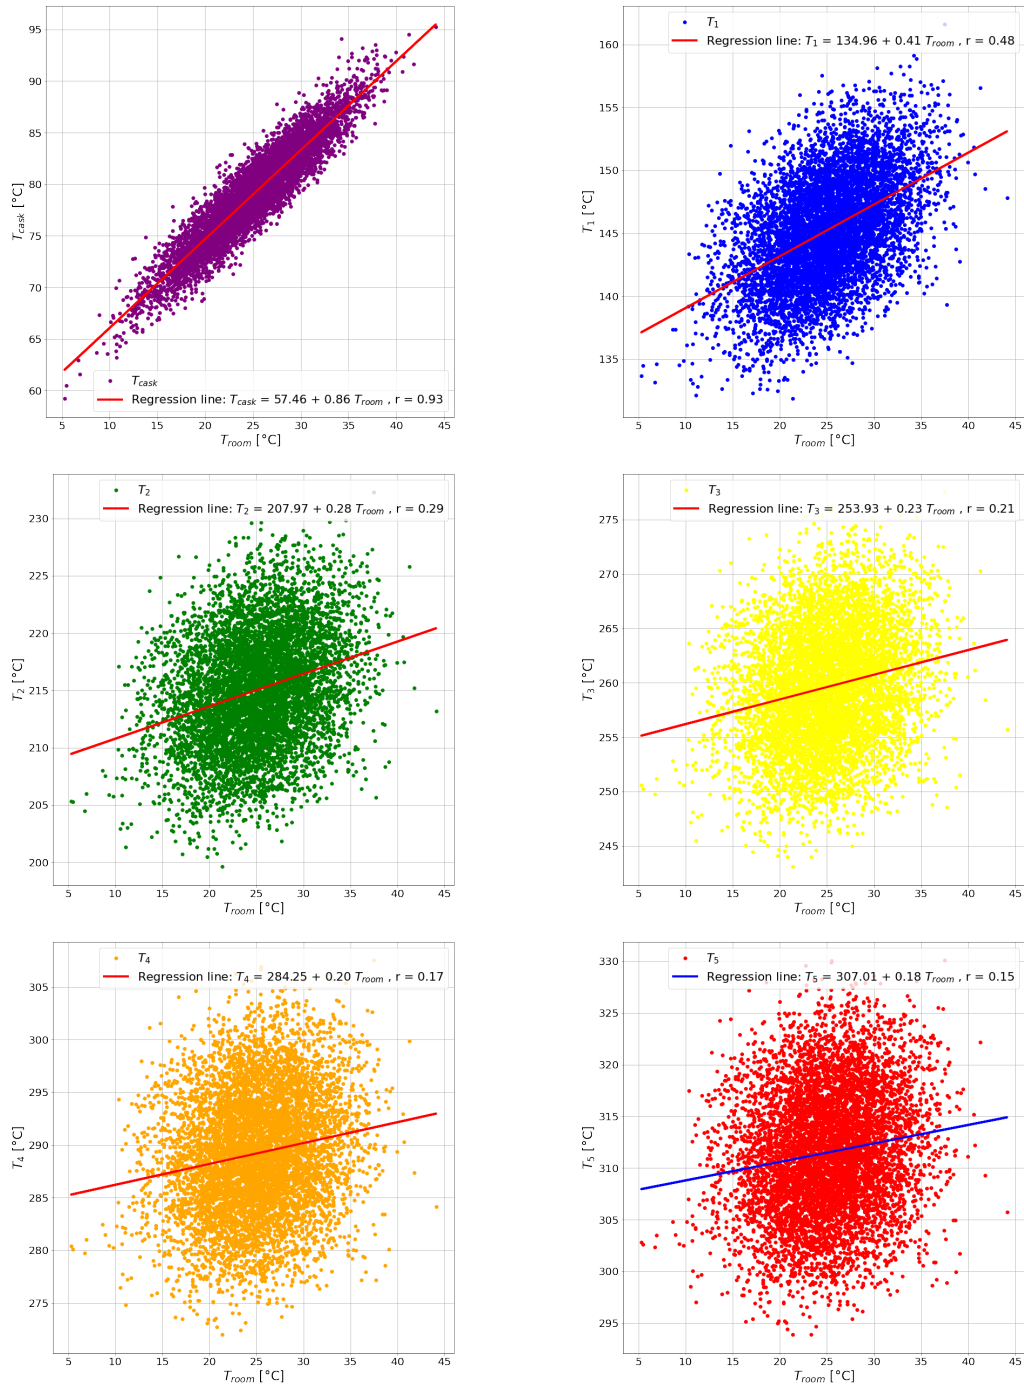 95
90
85
80
75
70
65
60
T_cask [°C]
T_cask
Regression line: T_cask = 57.46 + 0.86 T_room , r = 0.93
5 10 15 20 25 30 35 40 45
T_room [°C]
160
155
150
145
140
135
T_1 [°C]
T_1
Regression line: T_1 = 134.96 + 0.41 T_room , r = 0.48
5 10 15 20 25 30 35 40 45
T_room [°C]
230
225
220
215
210
205
200
T_2 [°C]
T_2
Regression line: T_2 = 207.97 + 0.28 T_room , r = 0.29
5 10 15 20 25 30 35 40 45
T_room [°C]
275
270
265
260
255
250
245
T_3 [°C]
T_3
Regression line: T_3 = 253.93 + 0.23 T_room , r = 0.21
5 10 15 20 25 30 35 40 45
T_room [°C]
305
300
295
290
285
280
275
T_4 [°C]
T_4
Regression line: T_4 = 284.25 + 0.20 T_room , r = 0.17
5 10 15 20 25 30 35 40 45
T_room [°C]
330
325
320
315
310
305
300
295
T_5 [°C]
T_5
Regression line: T_5 = 307.01 + 0.18 T_room , r = 0.15
5 10 15 20 25 30 35 40 45
T_room [°C]